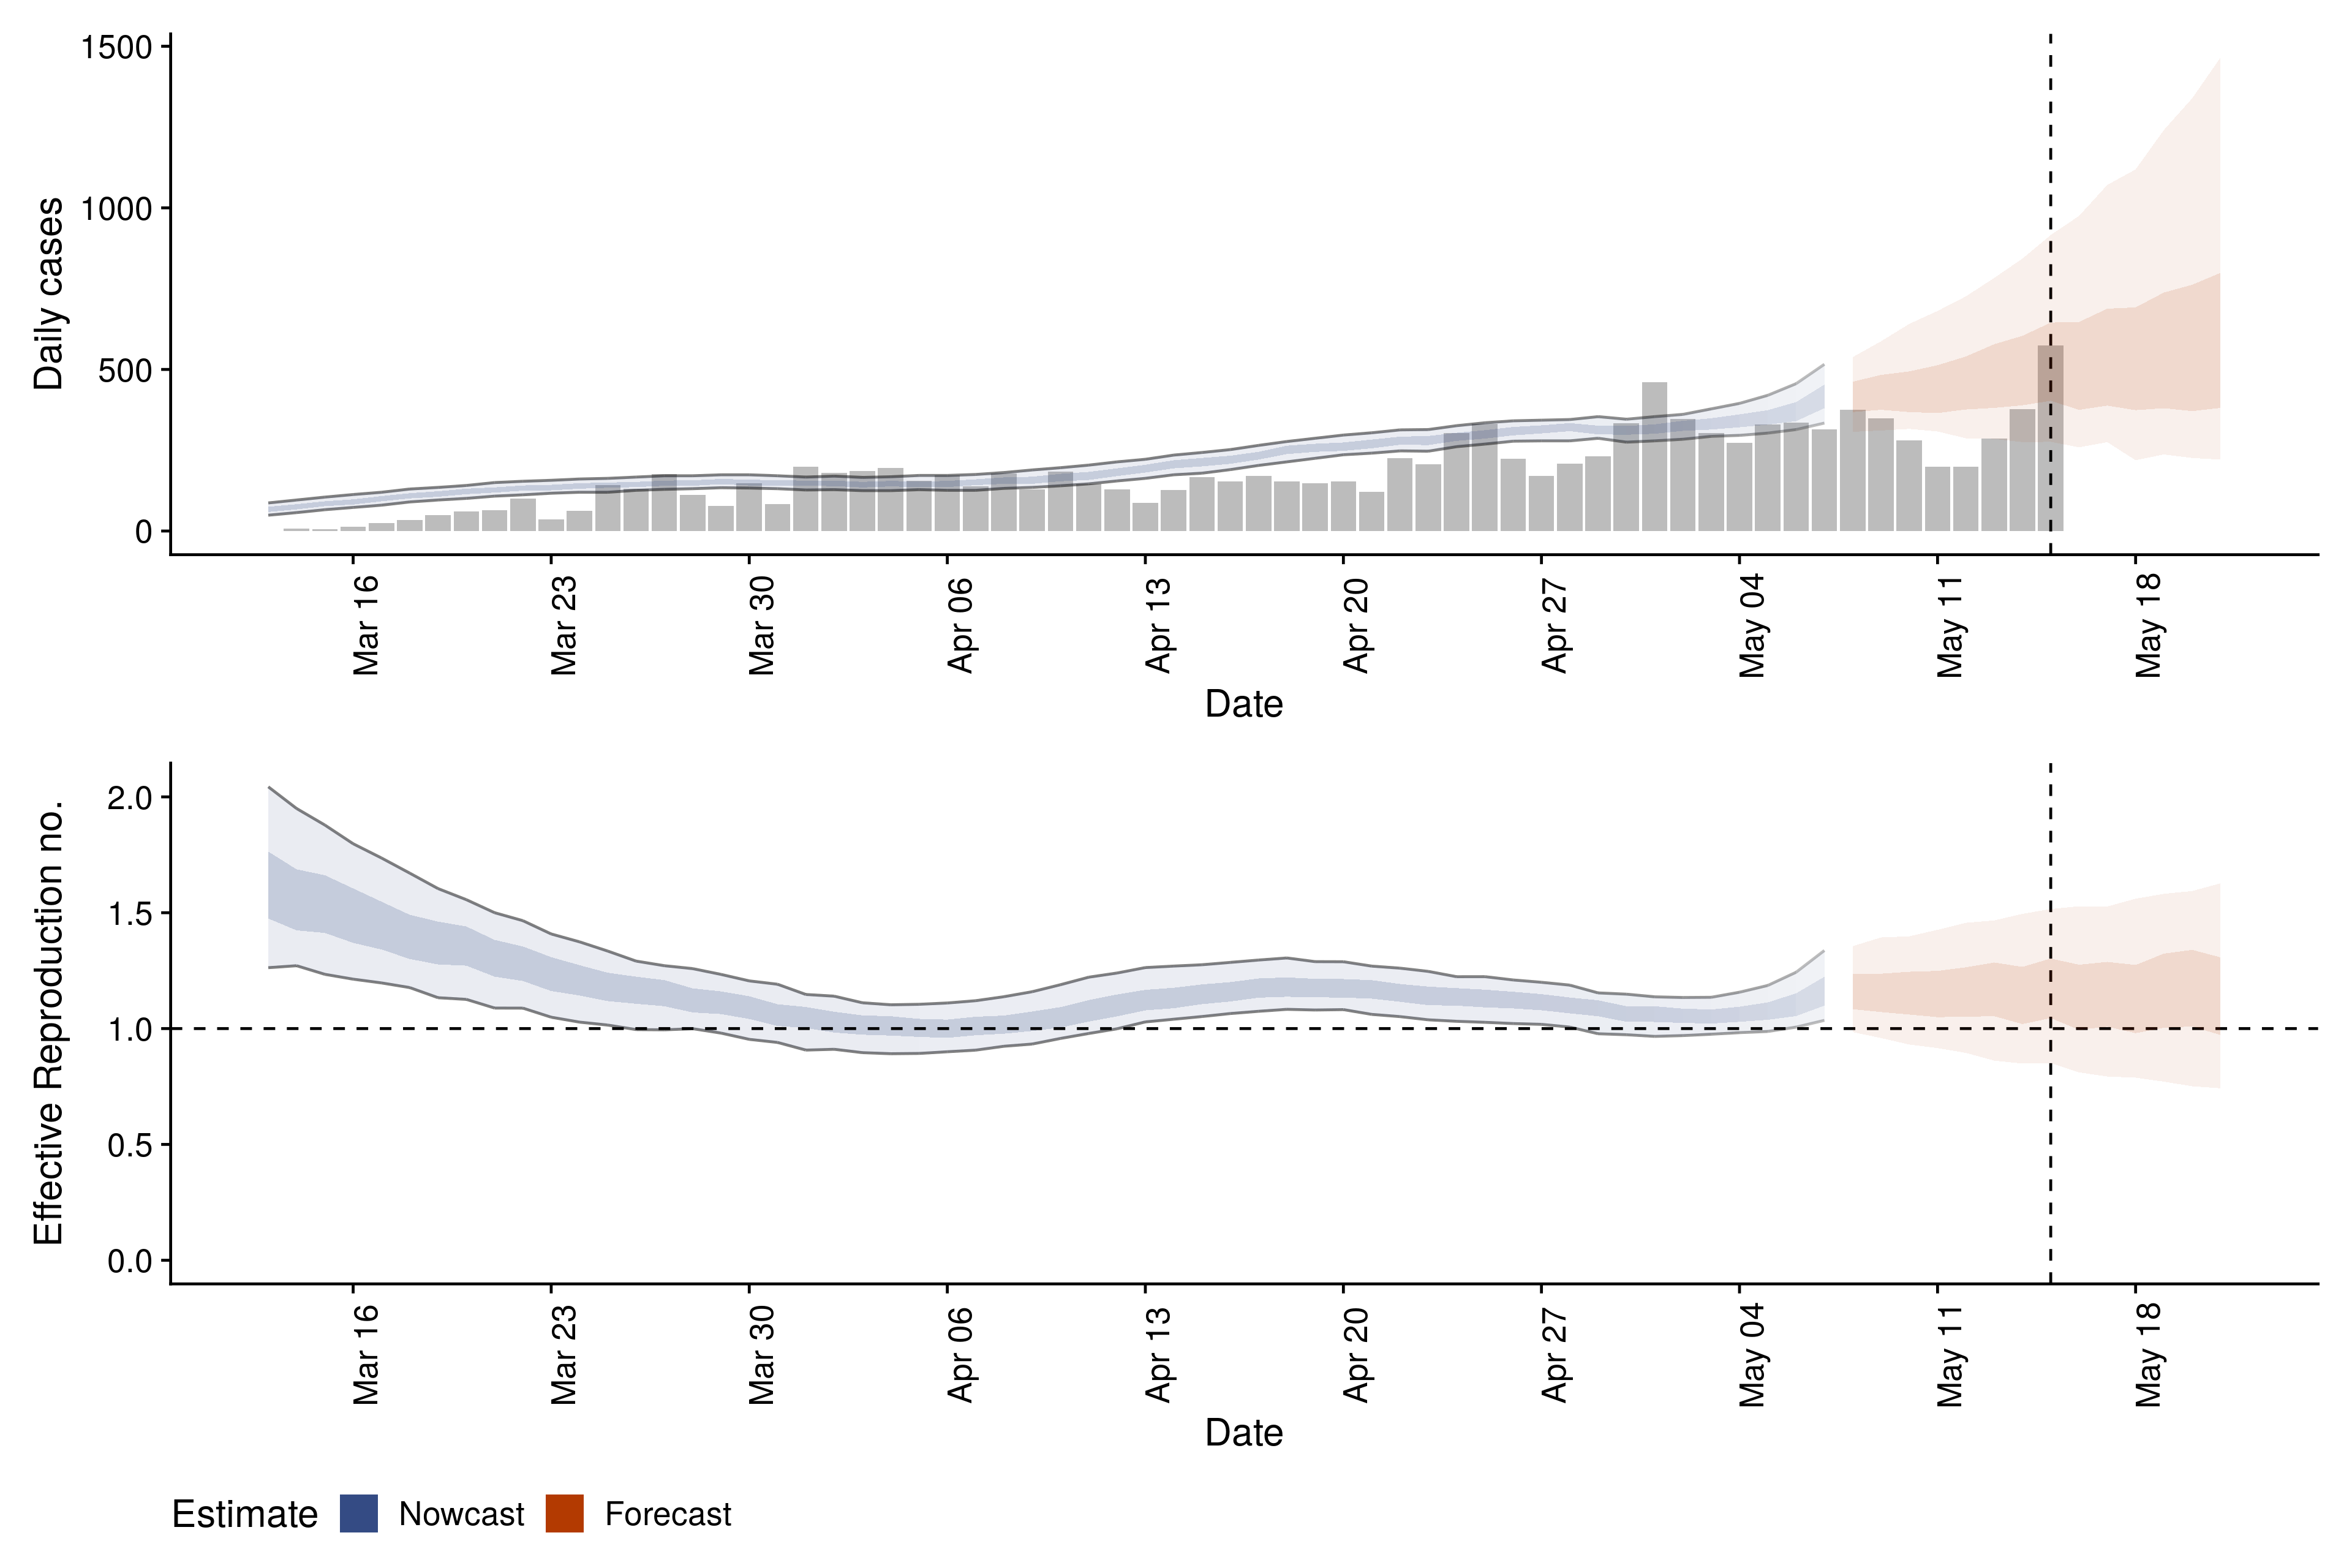 1500
1000
500
0
Daily cases
Mar 16 Mar 23 Mar 30 Apr 06 Apr 13 Apr 20 Apr 27 May 04 May 11 May 18
Date
2.0
1.5
1.0
0.5
0.0
Effective Reproduction no.
Mar 16 Mar 23 Mar 30 Apr 06 Apr 13 Apr 20 Apr 27 May 04 May 11 May 18
Date
Estimate Nowcast Forecast